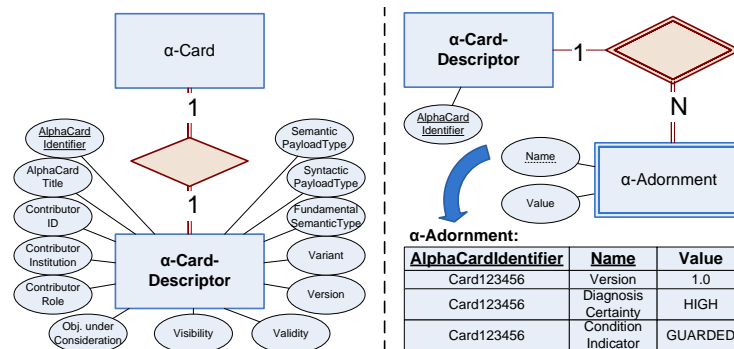 α-Card
1
AlphaCard
Identifier
AlphaCard
Title
Contributor
ID
Contributor
Institution
Contributor
Role
Obj. under
Consideration
Visibility
Validity
Version
Variant
Fundamental
SemanticType
Syntactic
PayloadType
Semantic
PayloadType
1
α-Card-
Descriptor
α-Card-
Descriptor
1
N
AlphaCard
Identifier
Name
Value
α-Adornment
α-Adornment:
AlphaCardIdentifier Name Value
Card123456 Version 1.0
Card123456 Diagnosis Certainty HIGH
Card123456 Condition Indicator GUARDED